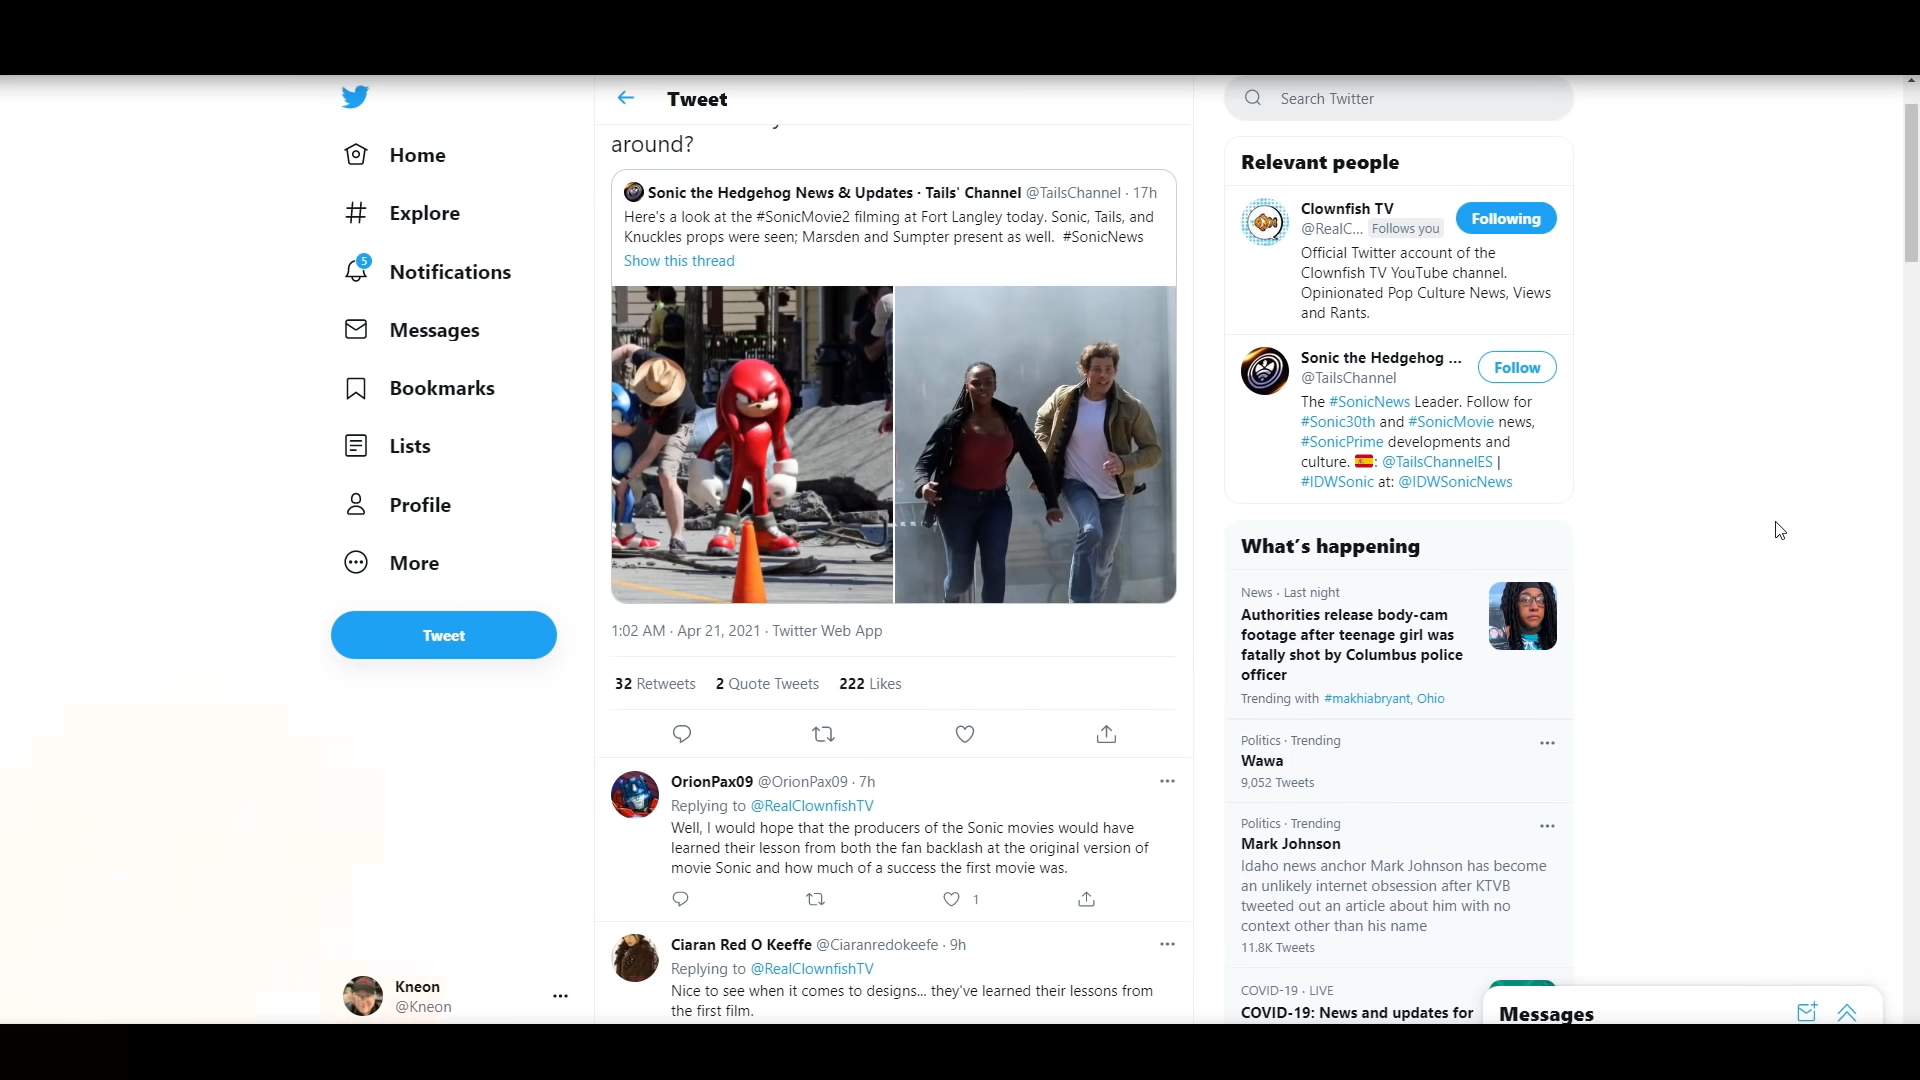 Home
Explore
5
Notifications
Messages
Bookmarks
Lists
Profile
More
Tweet
Kneon
@Kneon
Tweet
around?
Sonic the Hedgehog News & Updates · Tails' Channel @TailsChannel · 17h
Here's a look at the #SonicMovie2 filming at Fort Langley today. Sonic, Tails, and
Knuckles props were seen; Marsden and Sumpter present as well. #SonicNews
Show this thread
1:02 AM · Apr 21, 2021 · Twitter Web App
32 Retweets 2 Quote Tweets 222 Likes
OrionPax09 @OrionPax09 · 7h
Replying to @RealClownfishTV
Well, I would hope that the producers of the Sonic movies would have
learned their lesson from both the fan backlash at the original version of
movie Sonic and how much of a success the first movie was.
1
Ciaran Red O Keeffe @Ciaranredokeefe · 9h
Replying to @RealClownfishTV
Nice to see when it comes to designs... they've learned their lessons from
the first film.
Search Twitter
Relevant people
Clownfish TV
@RealC... Follows you
Following
Official Twitter account of the
Clownfish TV YouTube channel.
Opinionated Pop Culture News, Views
and Rants.
Sonic the Hedgehog ...
@TailsChannel
Follow
The #SonicNews Leader. Follow for
#Sonic30th and #SonicMovie news,
#SonicPrime developments and
culture. 🇪🇸: @TailsChannelES |
#IDWSonic at: @IDWSonicNews
What's happening
News · Last night
Authorities release body-cam
footage after teenage girl was
fatally shot by Columbus police
officer
Trending with #makhiabryant, Ohio
Politics · Trending
Wawa
9,052 Tweets
Politics · Trending
Mark Johnson
Idaho news anchor Mark Johnson has become
an unlikely internet obsession after KTVB
tweeted out an article about him with no
context other than his name
11.8K Tweets
COVID-19 · LIVE
COVID-19: News and updates for
Messages